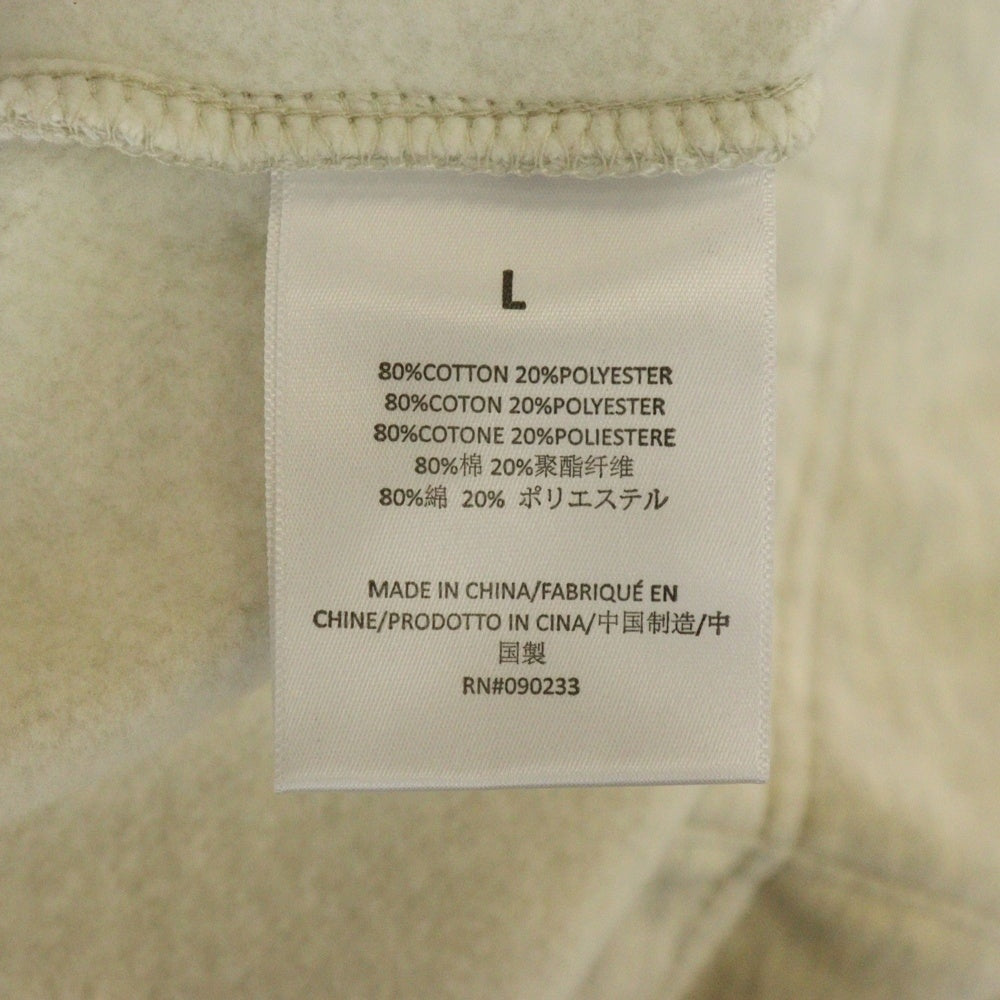 L
80%COTTON 20%POLYESTER
80%COTON 20%POLYESTER
80%COTONE 20%POLIESTERE
80%棉 20%聚酯纤维
80%綿 20% ポリエステル
MADE IN CHINA/FABRIQUÉ EN
CHINE/PRODOTTO IN CINA/中国制造/中
国製
RN#090233